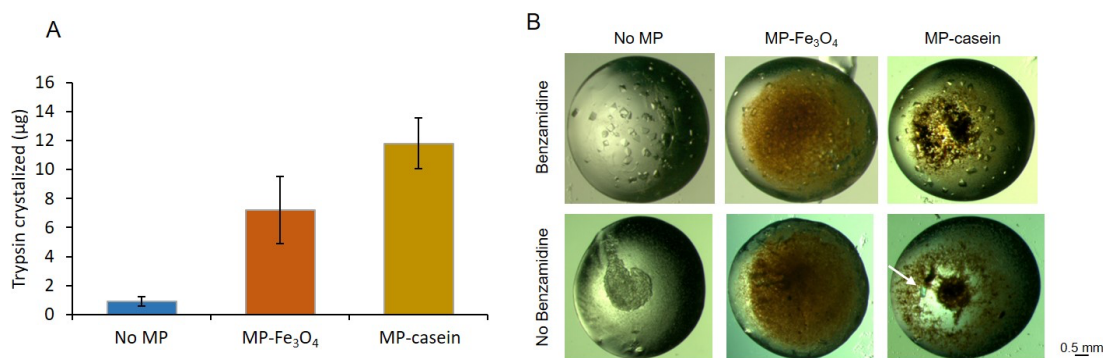 A
Trypsin crystalized (µg)
16
14
12
10
8
6
4
2
0
No MP
MP-Fe₃O₄
MP-casein
B
No MP
MP-Fe₃O₄
MP-casein
Benzamidine
No Benzamidine
0.5 mm